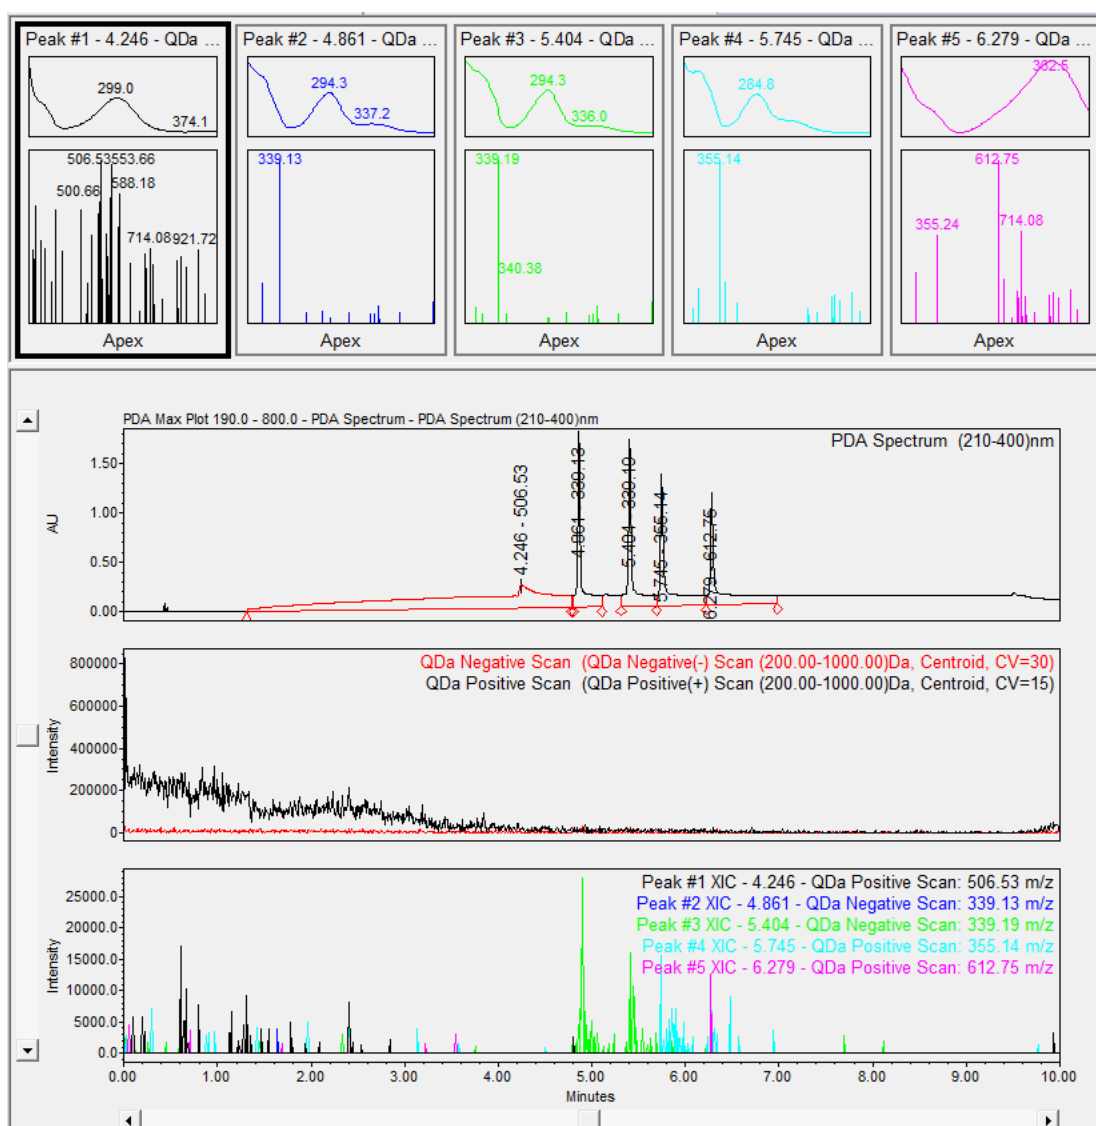 Peak #1 - 4.246 - QDa ...
299.0
374.1
506.53
553.66
500.66
588.18
714.08
921.72
Apex
Peak #2 - 4.861 - QDa ...
294.3
337.2
339.13
Apex
Peak #3 - 5.404 - QDa ...
294.3
336.0
339.19
340.38
Apex
Peak #4 - 5.745 - QDa ...
284.8
355.14
Apex
Peak #5 - 6.279 - QDa ...
332.5
612.75
355.24
714.08
Apex
PDA Max Plot 190.0 - 800.0 - PDA Spectrum - PDA Spectrum (210-400)nm
PDA Spectrum (210-400)nm
AU
1.50
1.00
0.50
0.00
4.246 - 506.53
4.861 - 339.13
5.404 - 339.19
5.745 - 355.14
6.279 - 612.75
QDa Negative Scan (QDa Negative(-) Scan (200.00-1000.00)Da, Centroid, CV=30)
QDa Positive Scan (QDa Positive(+) Scan (200.00-1000.00)Da, Centroid, CV=15)
Intensity
800000
600000
400000
200000
0
Peak #1 XIC - 4.246 - QDa Positive Scan: 506.53 m/z
Peak #2 XIC - 4.861 - QDa Negative Scan: 339.13 m/z
Peak #3 XIC - 5.404 - QDa Negative Scan: 339.19 m/z
Peak #4 XIC - 5.745 - QDa Positive Scan: 355.14 m/z
Peak #5 XIC - 6.279 - QDa Positive Scan: 612.75 m/z
Intensity
25000.0
20000.0
15000.0
10000.0
5000.0
0.0
0.00 1.00 2.00 3.00 4.00 5.00 6.00 7.00 8.00 9.00 10.00
Minutes